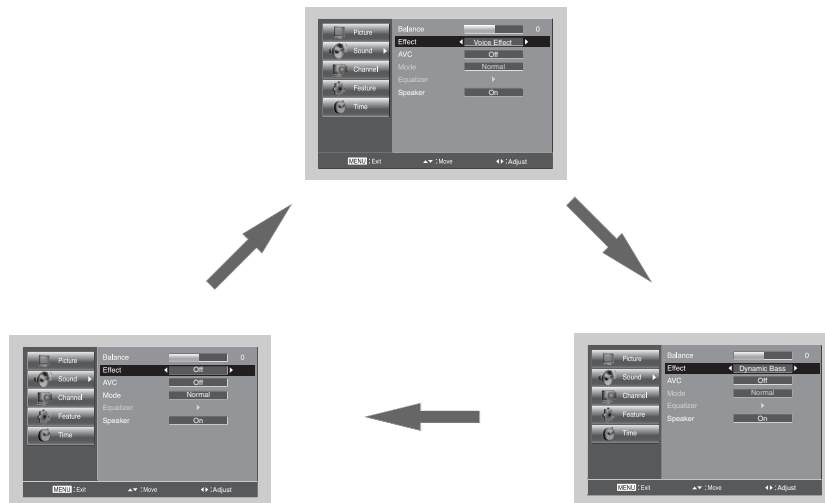 Picture
Sound
Channel
Feature
Time
Balance 0
Effect Voice Effect
AVC Off
Mode Normal
Equalizer
Speaker On
MENU : Exit ▲▼ : Move ◀▶ : Adjust
Picture
Sound
Channel
Feature
Time
Balance 0
Effect Off
AVC Off
Mode Normal
Equalizer
Speaker On
MENU : Exit ▲▼ : Move ◀▶ : Adjust
Picture
Sound
Channel
Feature
Time
Balance 0
Effect Dynamic Bass
AVC Off
Mode Normal
Equalizer
Speaker On
MENU : Exit ▲▼ : Move ◀▶ : Adjust